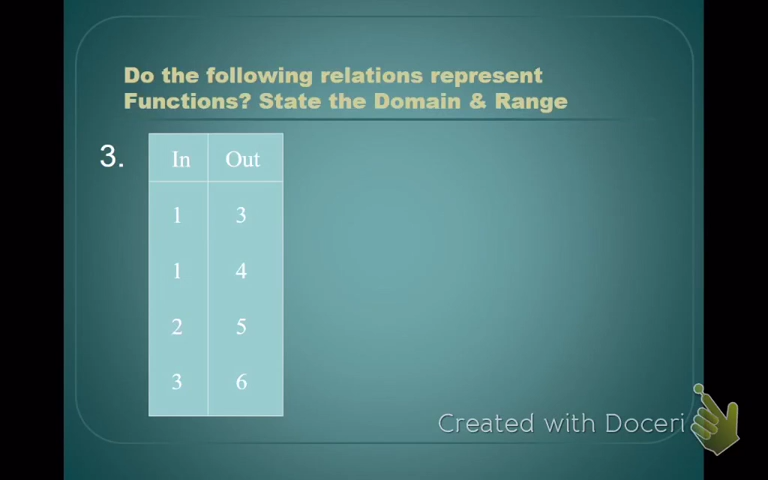 Do the following relations represent
Functions? State the Domain & Range
3.
In Out
1 3
1 4
2 5
3 6
Created with Doceri